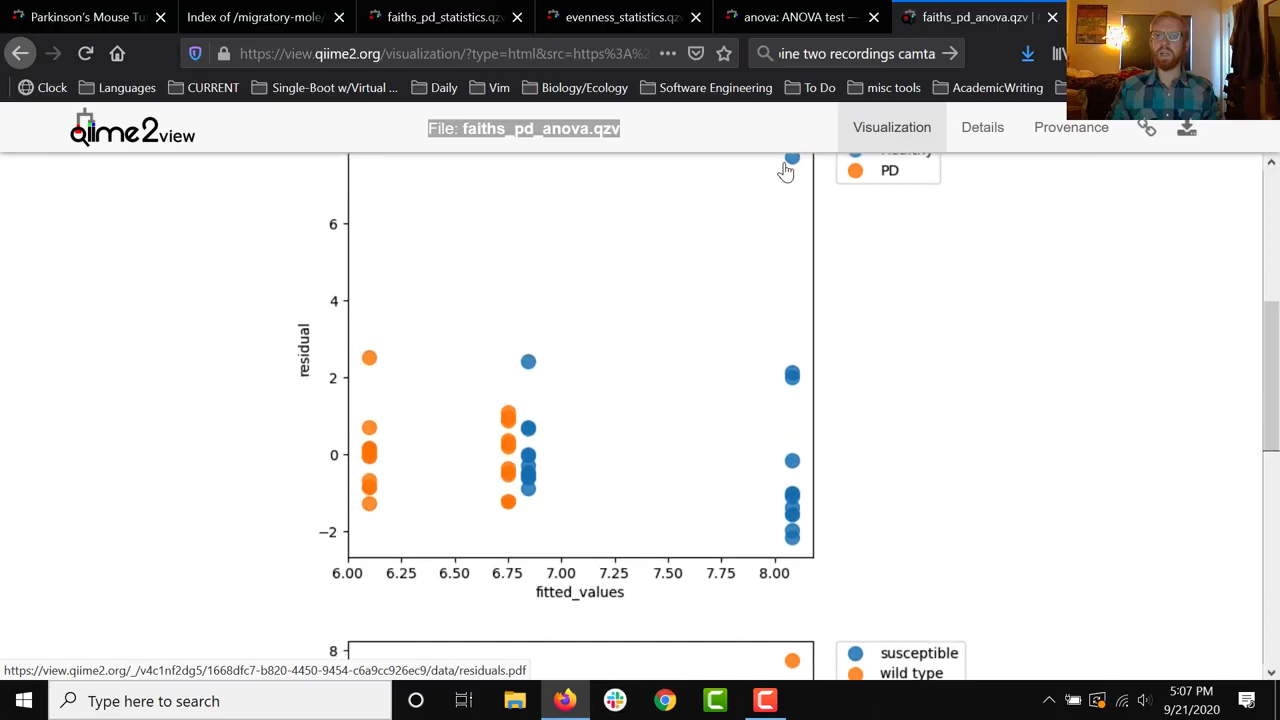 Parkinson's Mouse Tu
Index of /migratory-mole/
faiths_pd_statistics.qzv
evenness_statistics.qzv
anova: ANOVA test —
faiths_pd_anova.qzv
https://view.qiime2.org/visualization/?type=html&src=https%3A%
ine two recordings camta
Clock
Languages
CURRENT
Single-Boot w/Virtual ...
Daily
Vim
Biology/Ecology
Software Engineering
To Do
misc tools
AcademicWriting
qiime2view
File: faiths_pd_anova.qzv
Visualization
Details
Provenance
PD
6
4
2
0
−2
residual
6.00 6.25 6.50 6.75 7.00 7.25 7.50 7.75 8.00
fitted_values
8
susceptible
wild type
https://view.qiime2.org/_/v4c1nf2dg5/1668dfc7-b820-4450-9454-c6a9cc926ec9/data/residuals.pdf
Type here to search
5:07 PM
9/21/2020